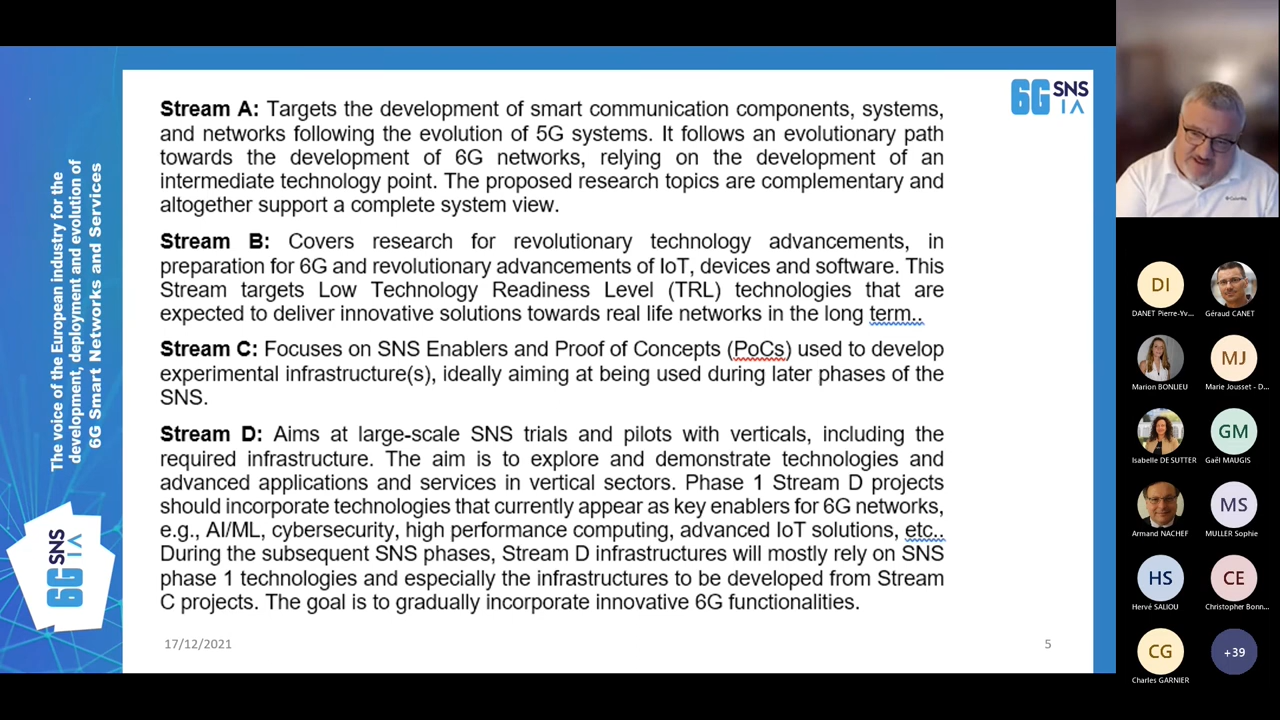 The voice of the European industry for the
development, deployment and evolution of
6G Smart Networks and Services
6G SNS IA
6G SNS IA
Stream A: Targets the development of smart communication components, systems,
and networks following the evolution of 5G systems. It follows an evolutionary path
towards the development of 6G networks, relying on the development of an
intermediate technology point. The proposed research topics are complementary and
altogether support a complete system view.
Stream B: Covers research for revolutionary technology advancements, in
preparation for 6G and revolutionary advancements of IoT, devices and software. This
Stream targets Low Technology Readiness Level (TRL) technologies that are
expected to deliver innovative solutions towards real life networks in the long term..
Stream C: Focuses on SNS Enablers and Proof of Concepts (PoCs) used to develop
experimental infrastructure(s), ideally aiming at being used during later phases of the
SNS.
Stream D: Aims at large-scale SNS trials and pilots with verticals, including the
required infrastructure. The aim is to explore and demonstrate technologies and
advanced applications and services in vertical sectors. Phase 1 Stream D projects
should incorporate technologies that currently appear as key enablers for 6G networks,
e.g., AI/ML, cybersecurity, high performance computing, advanced IoT solutions, etc..
During the subsequent SNS phases, Stream D infrastructures will mostly rely on SNS
phase 1 technologies and especially the infrastructures to be developed from Stream
C projects. The goal is to gradually incorporate innovative 6G functionalities.
17/12/2021
5
DI
DANET Pierre-Yv...
Géraud CANET
Marion BONLIEU
MJ
Marie Jousset - D...
Isabelle DE SUTTER
GM
Gaël MAUGIS
Armand NACHEF
MS
MULLER Sophie
HS
Hervé SALIOU
CE
Christopher Bonn...
CG
Charles GARNIER
+39